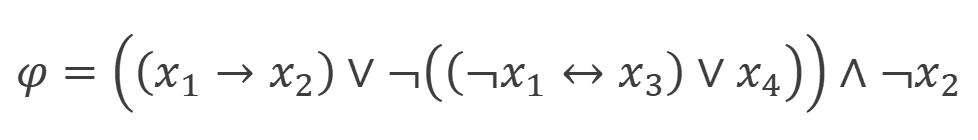 φ = ((x₁ → x₂) ∨ ¬((¬x₁ ↔ x₃) ∨ x₄)) ∧ ¬x₂